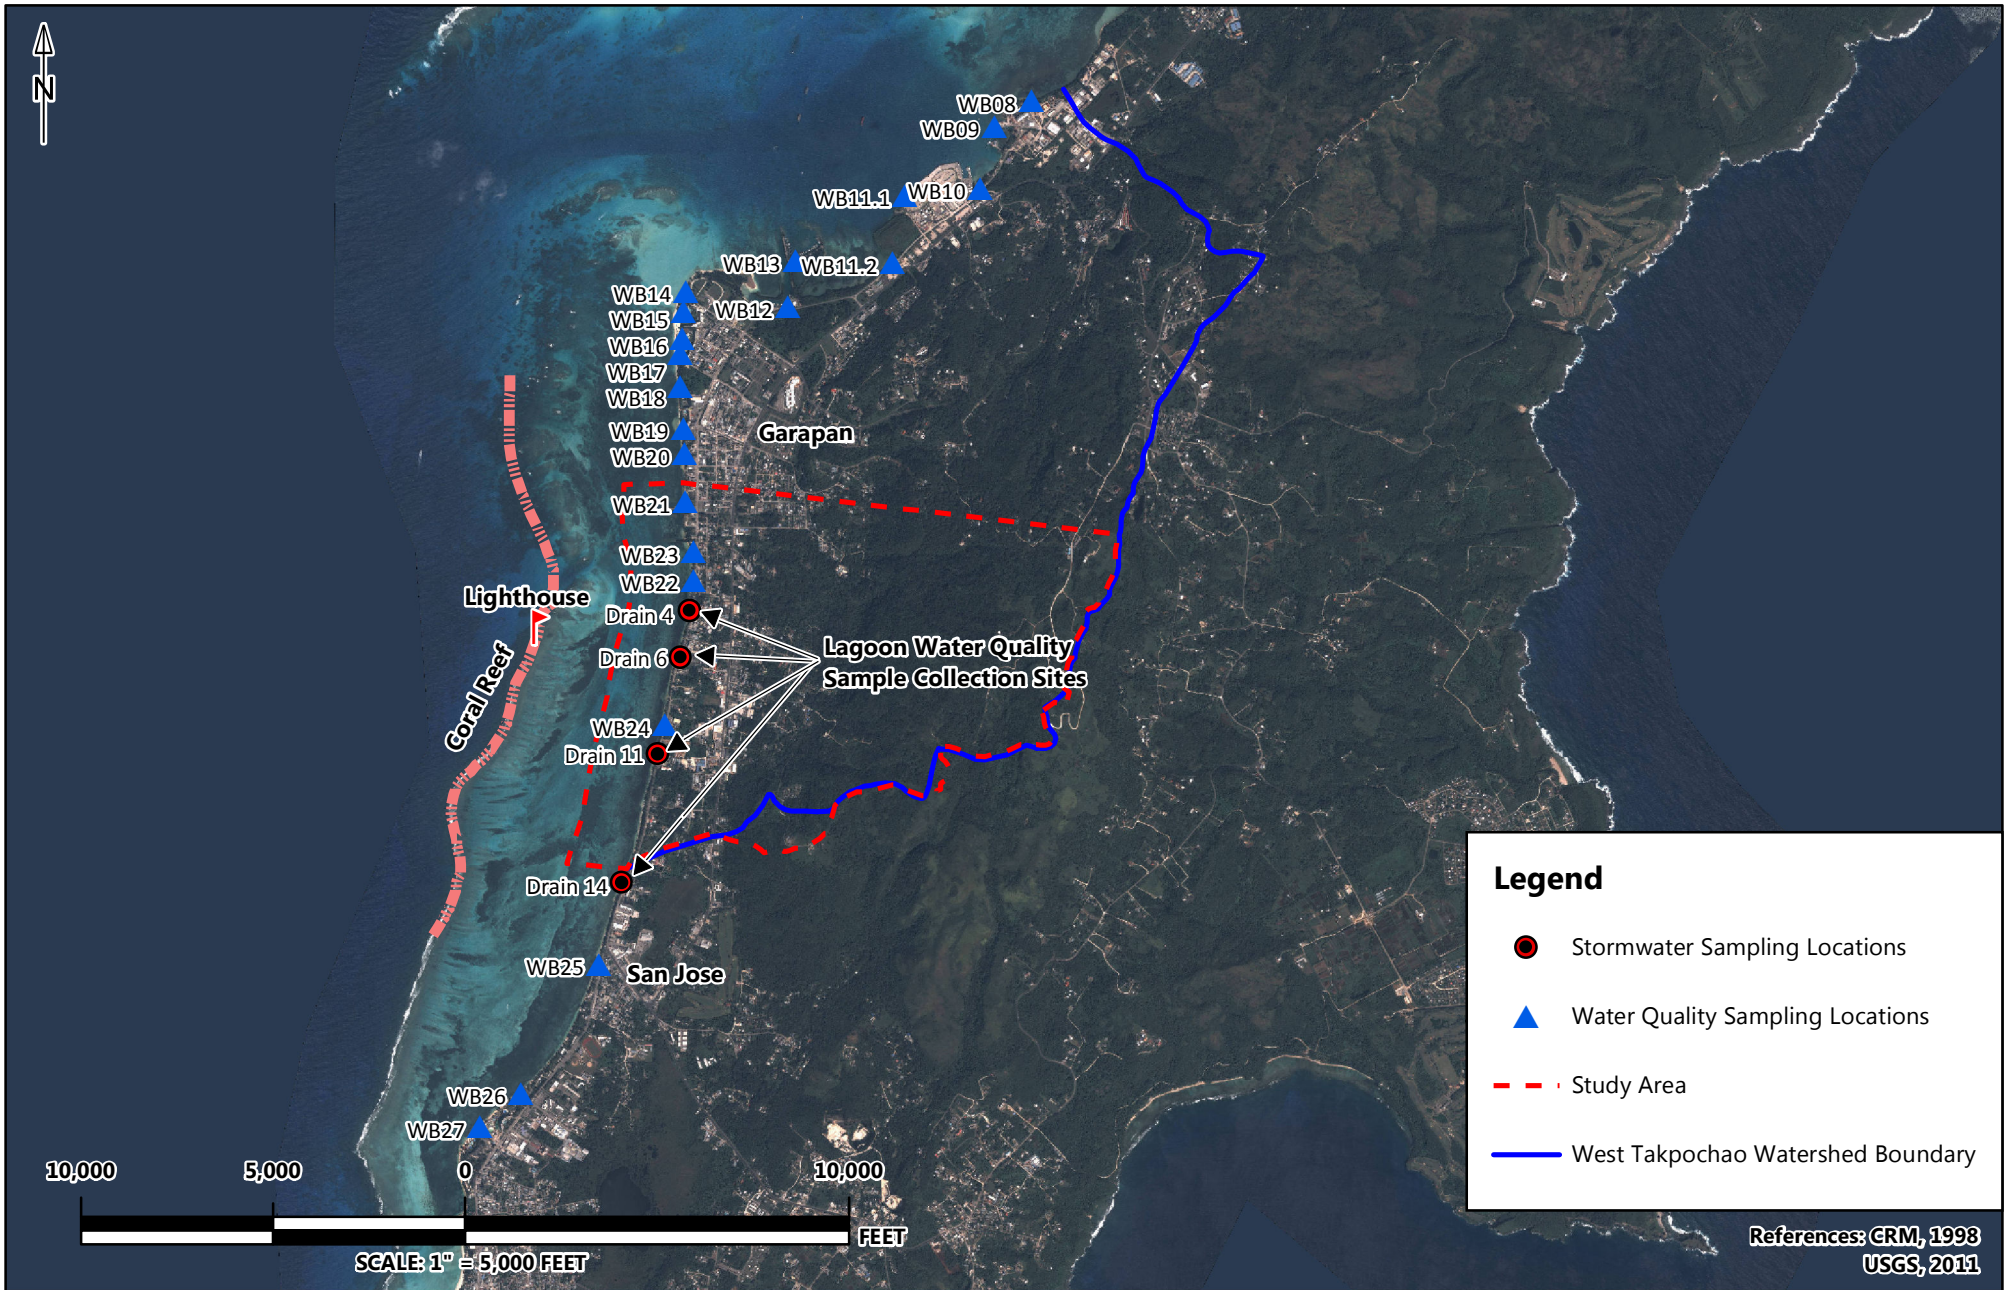 N
WB08
WB09
WB10
WB11.1
WB13
WB11.2
WB14
WB12
WB15
WB16
WB17
WB18
WB19
Garapan
WB20
WB21
WB23
WB22
Lighthouse
Drain 4
Drain 6
Lagoon Water Quality
Sample Collection Sites
Coral Reef
WB24
Drain 11
Drain 14
WB25
San Jose
WB26
WB27
Legend
Stormwater Sampling Locations
Water Quality Sampling Locations
Study Area
West Takpochao Watershed Boundary
10,000 5,000 0 10,000
FEET
SCALE: 1" = 5,000 FEET
References: CRM, 1998
USGS, 2011